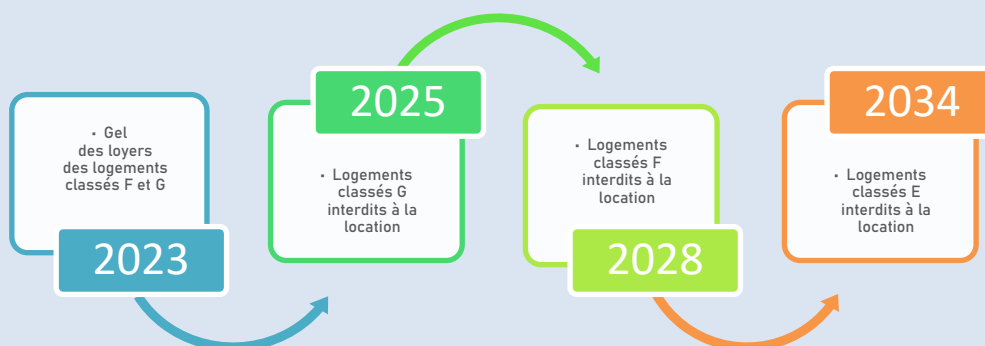 • Gel
des loyers
des logements
classés F et G
2023
2025
• Logements
classés G
interdits à la
location
• Logements
classés F
interdits à la
location
2028
2034
• Logements
classés E
interdits à la
location